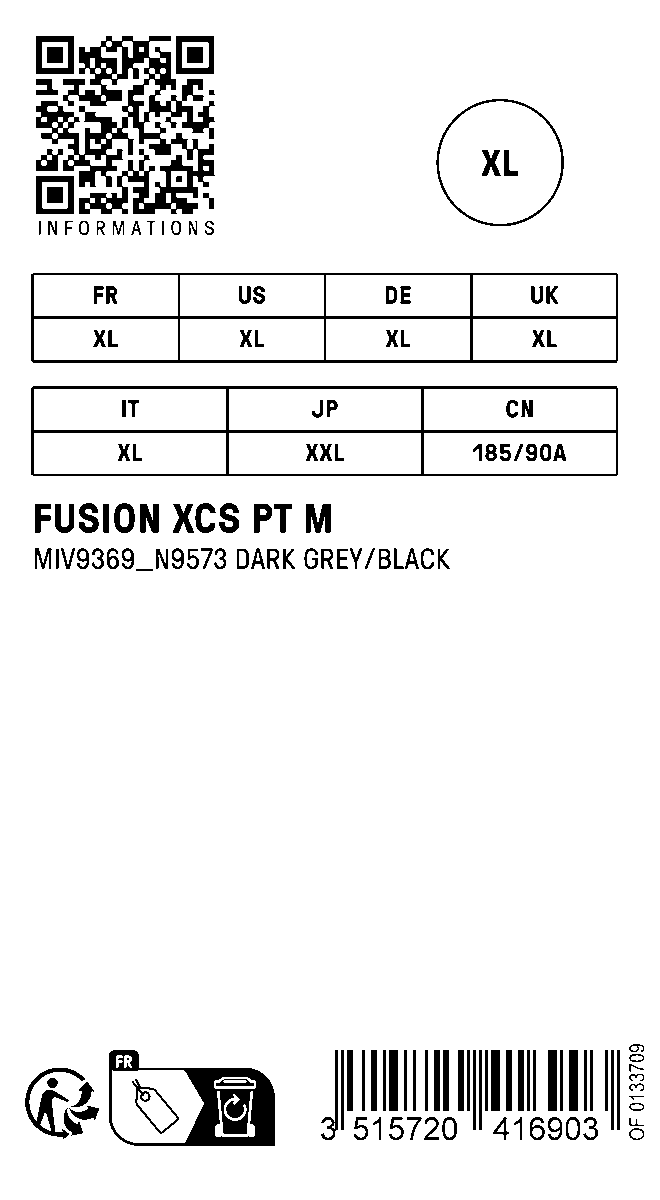 INFORMATIONS
XL
FR US DE UK
XL XL XL XL
IT JP CN
XL XXL 185/90A
FUSION XCS PT M
MIV9369_N9573 DARK GREY/BLACK
FR
3 515720 416903
OF 0133709